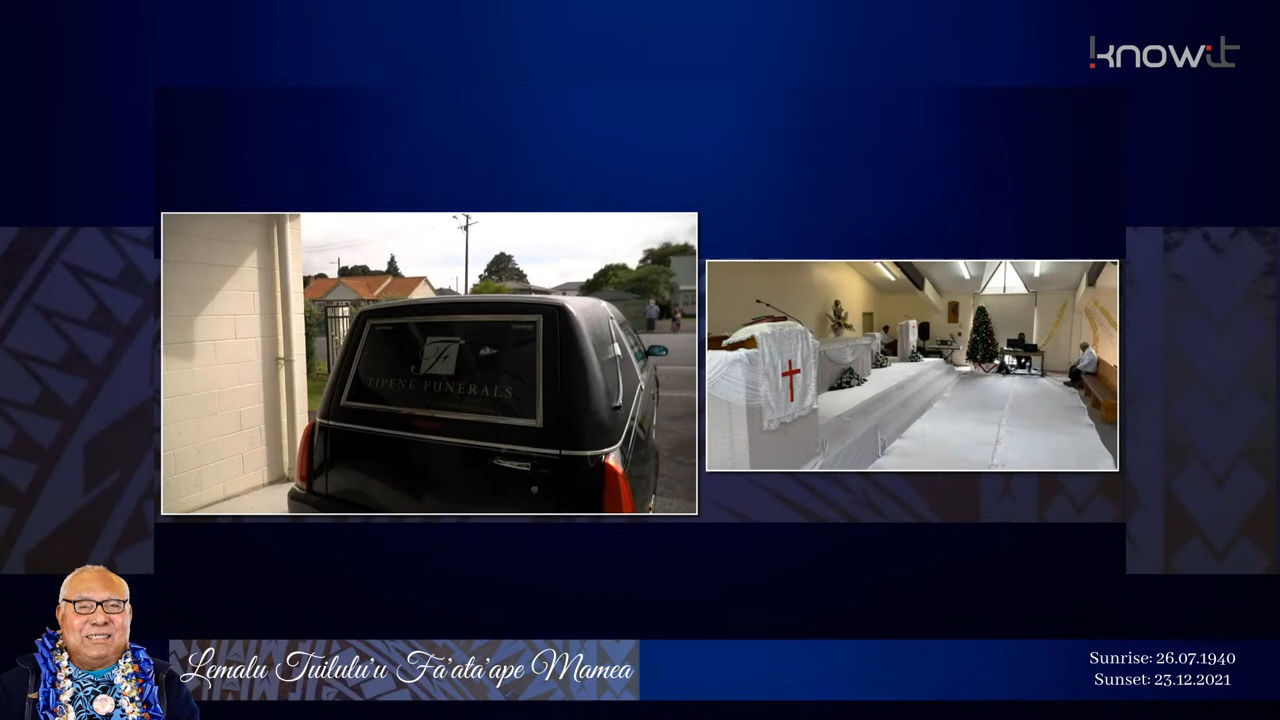 knowit
TIPENE FUNERALS
Lemalu Tuilulu'u Fa'ata'ape Mamea
Sunrise: 26.07.1940
Sunset: 23.12.2021